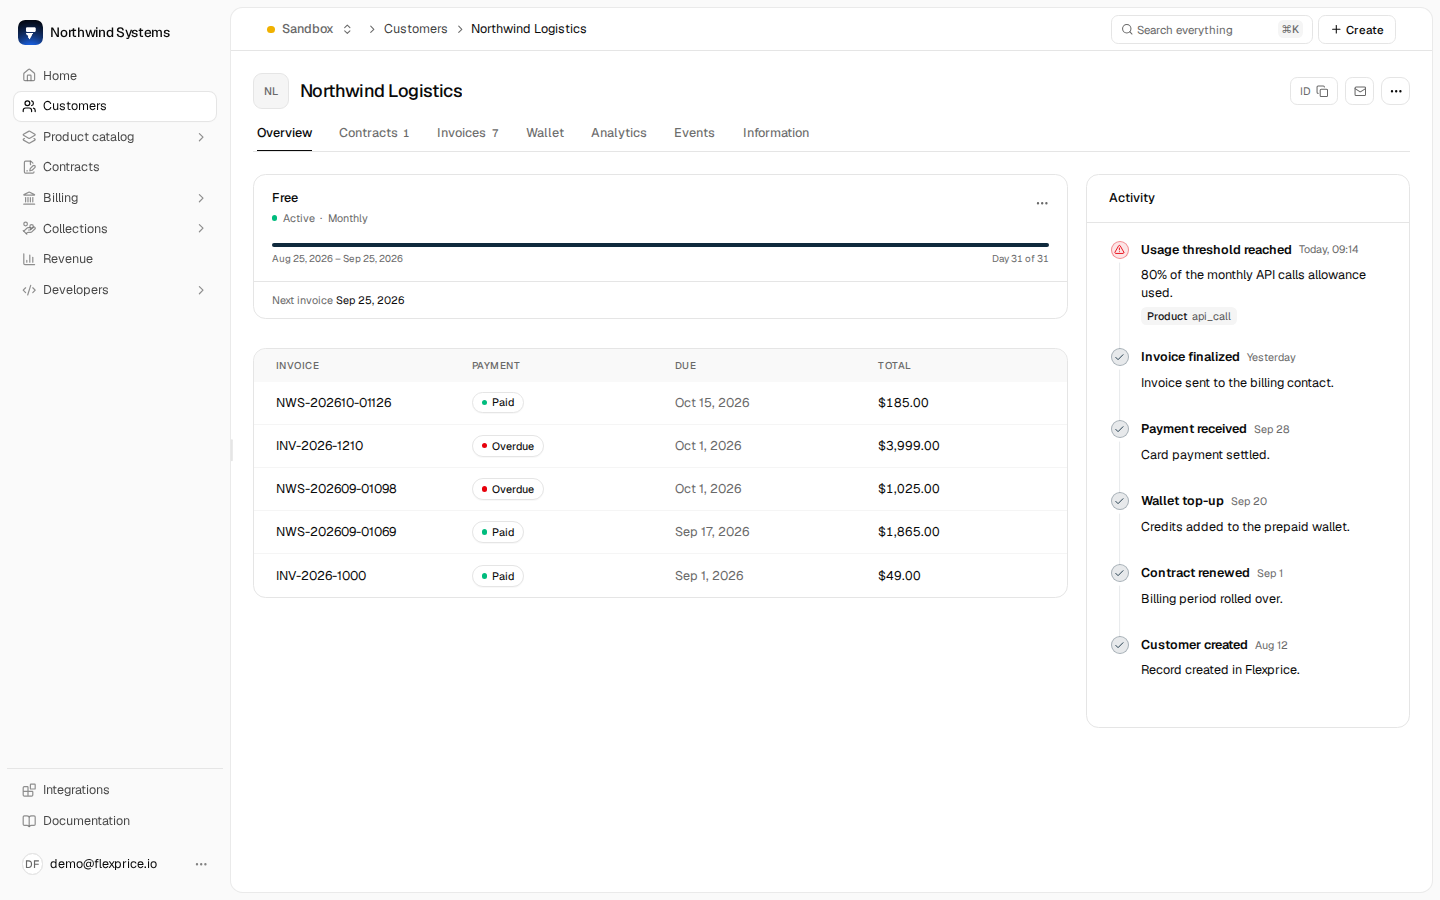 Northwind Systems
Home
Customers
Product catalog
Contracts
Billing
Collections
Revenue
Developers
Integrations
Documentation
DF demo@flexprice.io
Sandbox
Customers
Northwind Logistics
Search everything ⌘K
Create
NL Northwind Logistics
ID
Overview Contracts 1 Invoices 7 Wallet Analytics Events Information
Free
Active · Monthly
Aug 25, 2026 – Sep 25, 2026 Day 31 of 31
Next invoice Sep 25, 2026
INVOICE PAYMENT DUE TOTAL
NWS-202610-01126 Paid Oct 15, 2026 $185.00
INV-2026-1210 Overdue Oct 1, 2026 $3,999.00
NWS-202609-01098 Overdue Oct 1, 2026 $1,025.00
NWS-202609-01069 Paid Sep 17, 2026 $1,865.00
INV-2026-1000 Paid Sep 1, 2026 $49.00
Activity
Usage threshold reached Today, 09:14
80% of the monthly API calls allowance
used.
Product api_call
Invoice finalized Yesterday
Invoice sent to the billing contact.
Payment received Sep 28
Card payment settled.
Wallet top-up Sep 20
Credits added to the prepaid wallet.
Contract renewed Sep 1
Billing period rolled over.
Customer created Aug 12
Record created in Flexprice.